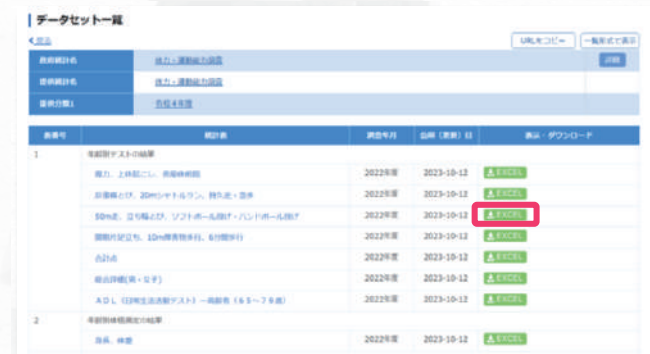 データセット一覧
戻る
URLをコピー 一覧形式で表示
政府統計名 体力・運動能力調査 詳細
提供統計名 体力・運動能力調査
提供分類1 令和4年度
表番号 統計表 調査年月 公開（更新）日 表示・ダウンロード
1 年齢別テストの結果
握力、上体起こし、長座体前屈 2022年度 2023-10-12 EXCEL
反復横とび、20mシャトルラン、持久走・急歩 2022年度 2023-10-12 EXCEL
50m走、立ち幅とび、ソフトボール投げ・ハンドボール投げ 2022年度 2023-10-12 EXCEL
開眼片足立ち、10m障害物歩行、6分間歩行 2022年度 2023-10-12 EXCEL
合計点 2022年度 2023-10-12 EXCEL
総合評価(男・女子) 2022年度 2023-10-12 EXCEL
ADL（日常生活活動テスト）－高齢者（65～79歳） 2022年度 2023-10-12 EXCEL
2 年齢別体格測定の結果
身長、体重 2022年度 2023-10-12 EXCEL